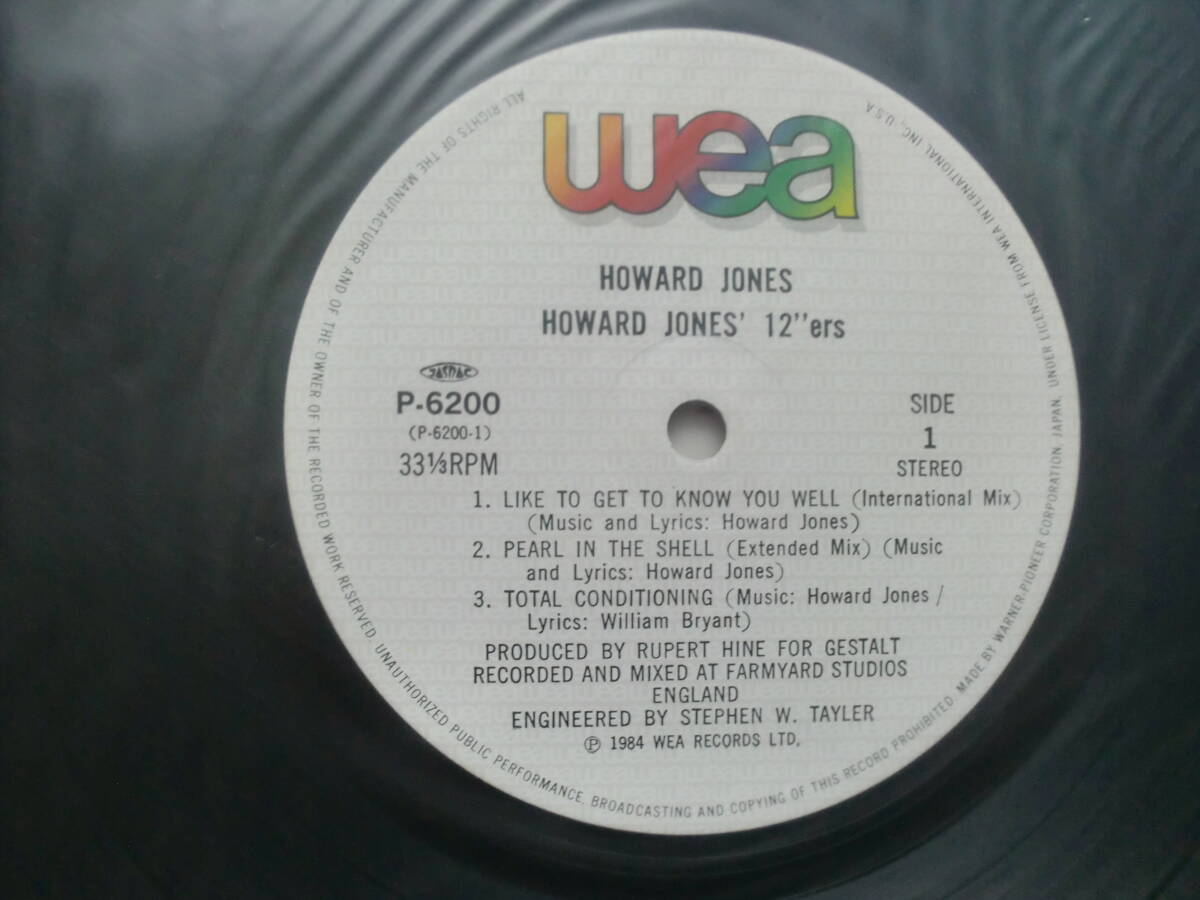 wea
HOWARD JONES
HOWARD JONES' 12"ers
JASRAC
P-6200
(P-6200-1)
33⅓RPM
SIDE
1
STEREO
1. LIKE TO GET TO KNOW YOU WELL (International Mix)
(Music and Lyrics: Howard Jones)
2. PEARL IN THE SHELL (Extended Mix) (Music
and Lyrics: Howard Jones)
3. TOTAL CONDITIONING (Music: Howard Jones /
Lyrics: William Bryant)
PRODUCED BY RUPERT HINE FOR GESTALT
RECORDED AND MIXED AT FARMYARD STUDIOS
ENGLAND
ENGINEERED BY STEPHEN W. TAYLER
Ⓟ 1984 WEA RECORDS LTD.
ALL RIGHTS OF THE MANUFACTURER AND OF THE OWNER OF THE RECORDED WORK RESERVED. UNAUTHORIZED PUBLIC PERFORMANCE, BROADCASTING AND COPYING OF THIS RECORD PROHIBITED. MADE BY WARNER-PIONEER CORPORATION, JAPAN, UNDER LICENSE FROM WEA INTERNATIONAL INC., U.S.A